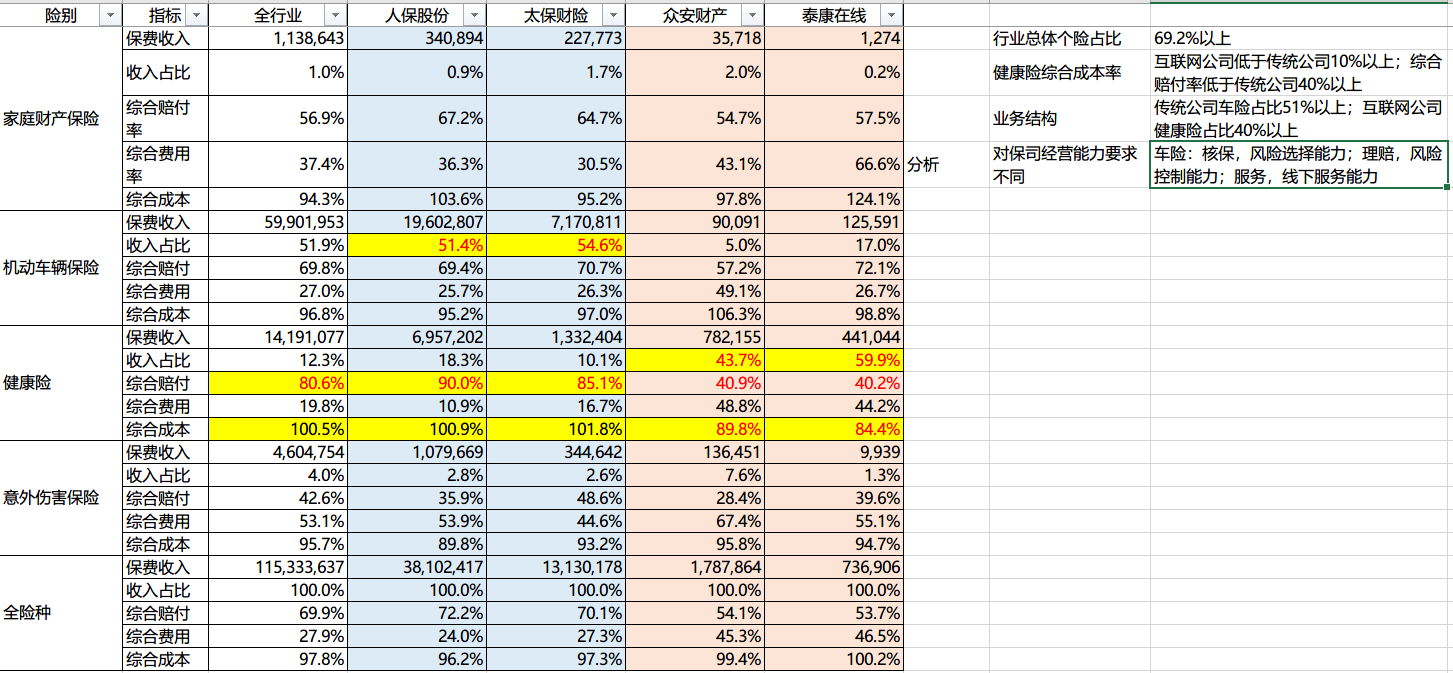 险别 指标 全行业 人保股份 太保财险 众安财产 泰康在线
保费收入 1,138,643 340,894 227,773 35,718 1,274 行业总体个险占比 69.2%以上
收入占比 1.0% 0.9% 1.7% 2.0% 0.2% 健康险综合成本率 互联网公司低于传统公司10%以上；综合
赔付率低于传统公司40%以上
家庭财产保险 综合赔付
率 56.9% 67.2% 64.7% 54.7% 57.5% 业务结构 传统公司车险占比51%以上；互联网公司
健康险占比40%以上
综合费用
率 37.4% 36.3% 30.5% 43.1% 66.6% 分析 对保司经营能力要求
不同 车险：核保，风险选择能力；理赔，风险
控制能力；服务，线下服务能力
综合成本 94.3% 103.6% 95.2% 97.8% 124.1%
保费收入 59,901,953 19,602,807 7,170,811 90,091 125,591
收入占比 51.9% 51.4% 54.6% 5.0% 17.0%
机动车辆保险 综合赔付 69.8% 69.4% 70.7% 57.2% 72.1%
综合费用 27.0% 25.7% 26.3% 49.1% 26.7%
综合成本 96.8% 95.2% 97.0% 106.3% 98.8%
保费收入 14,191,077 6,957,202 1,332,404 782,155 441,044
收入占比 12.3% 18.3% 10.1% 43.7% 59.9%
健康险 综合赔付 80.6% 90.0% 85.1% 40.9% 40.2%
综合费用 19.8% 10.9% 16.7% 48.8% 44.2%
综合成本 100.5% 100.9% 101.8% 89.8% 84.4%
保费收入 4,604,754 1,079,669 344,642 136,451 9,939
收入占比 4.0% 2.8% 2.6% 7.6% 1.3%
意外伤害保险 综合赔付 42.6% 35.9% 48.6% 28.4% 39.6%
综合费用 53.1% 53.9% 44.6% 67.4% 55.1%
综合成本 95.7% 89.8% 93.2% 95.8% 94.7%
保费收入 115,333,637 38,102,417 13,130,178 1,787,864 736,906
收入占比 100.0% 100.0% 100.0% 100.0% 100.0%
全险种 综合赔付 69.9% 72.2% 70.1% 54.1% 53.7%
综合费用 27.9% 24.0% 27.3% 45.3% 46.5%
综合成本 97.8% 96.2% 97.3% 99.4% 100.2%